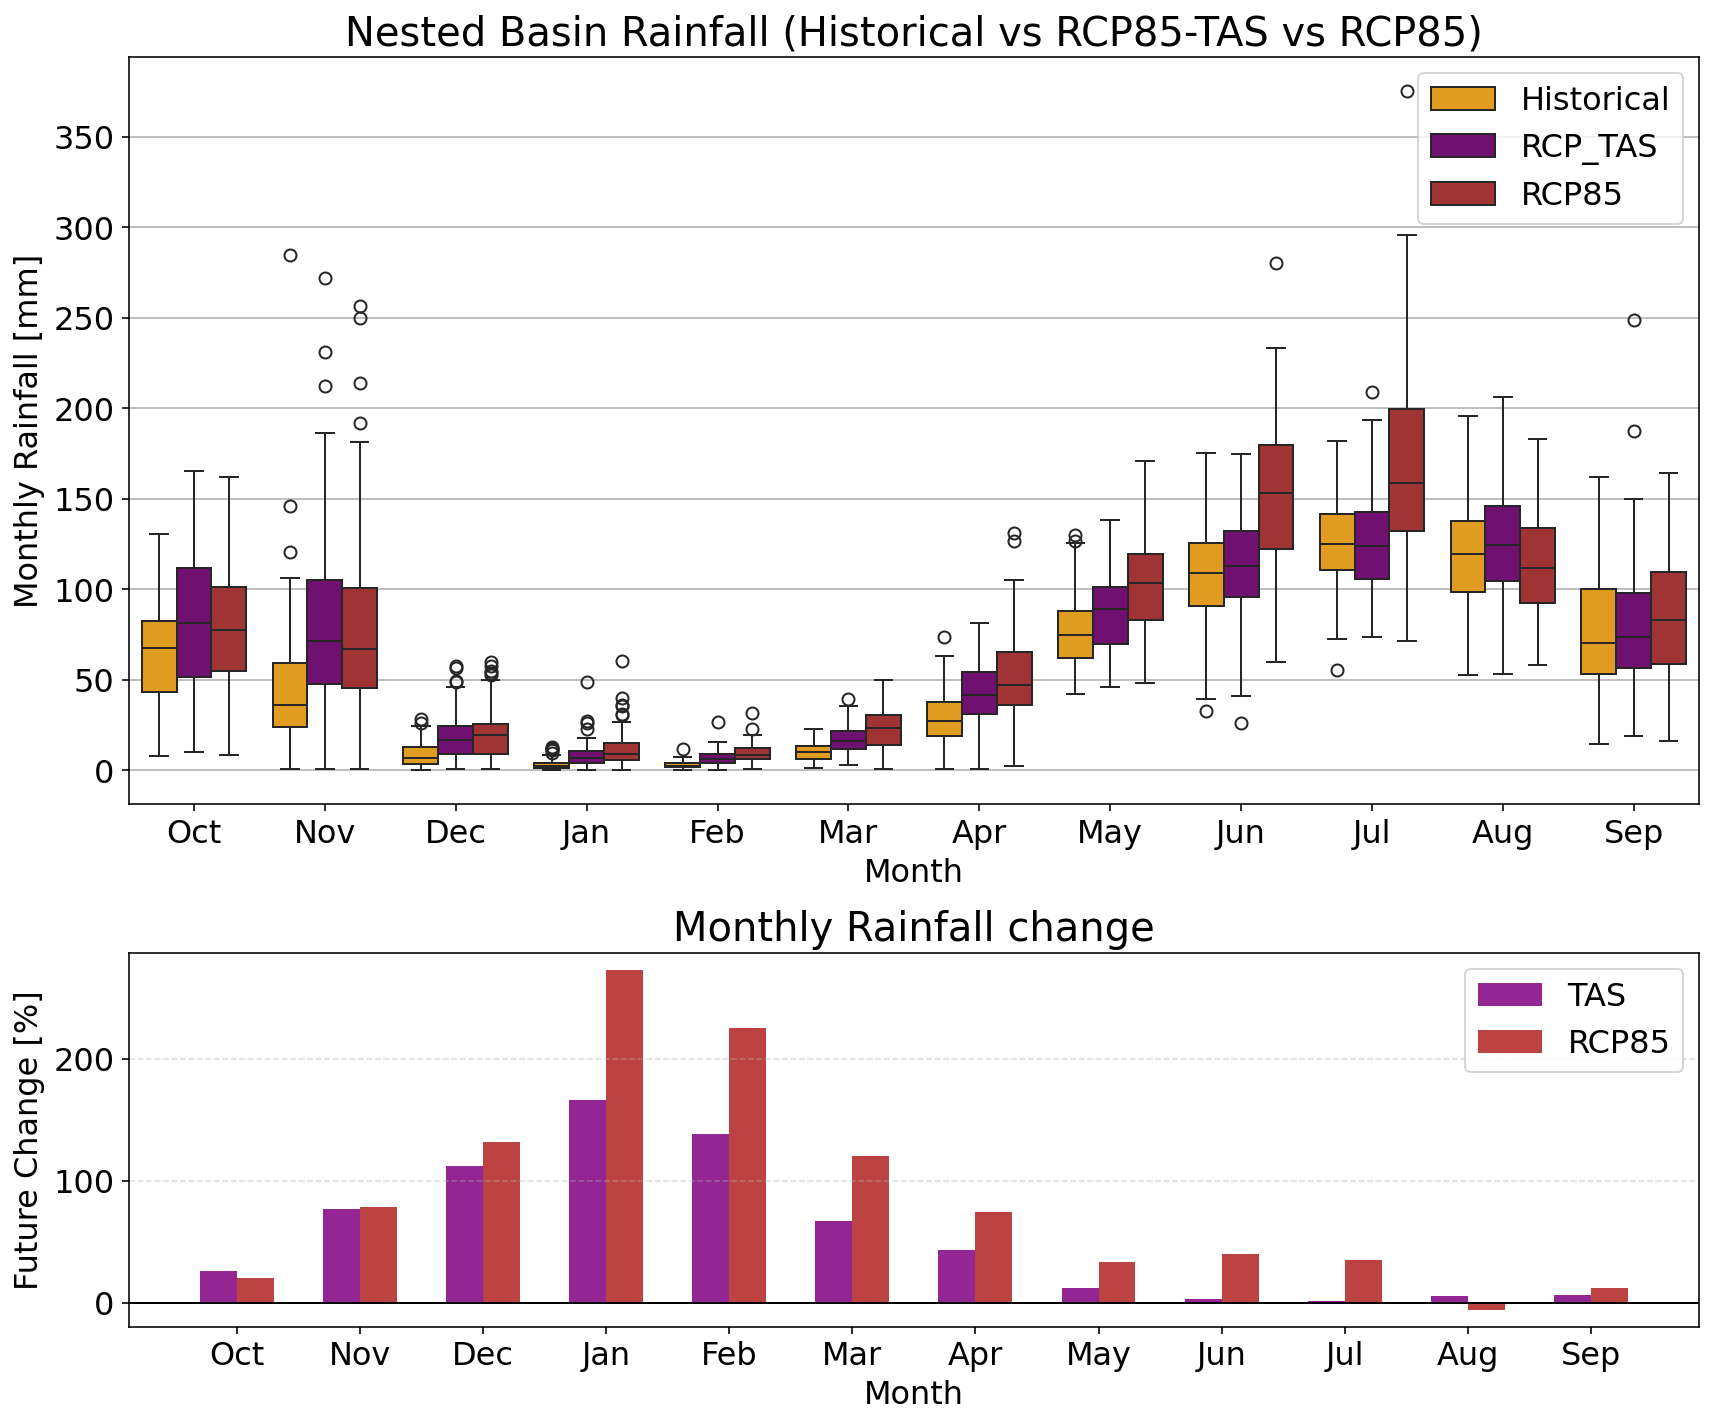 Nested Basin Rainfall (Historical vs RCP85-TAS vs RCP85)
Monthly Rainfall [mm]
350
300
250
200
150
100
50
0
Historical
RCP_TAS
RCP85
Oct Nov Dec Jan Feb Mar Apr May Jun Jul Aug Sep
Month
Monthly Rainfall change
Future Change [%]
200
100
0
TAS
RCP85
Oct Nov Dec Jan Feb Mar Apr May Jun Jul Aug Sep
Month